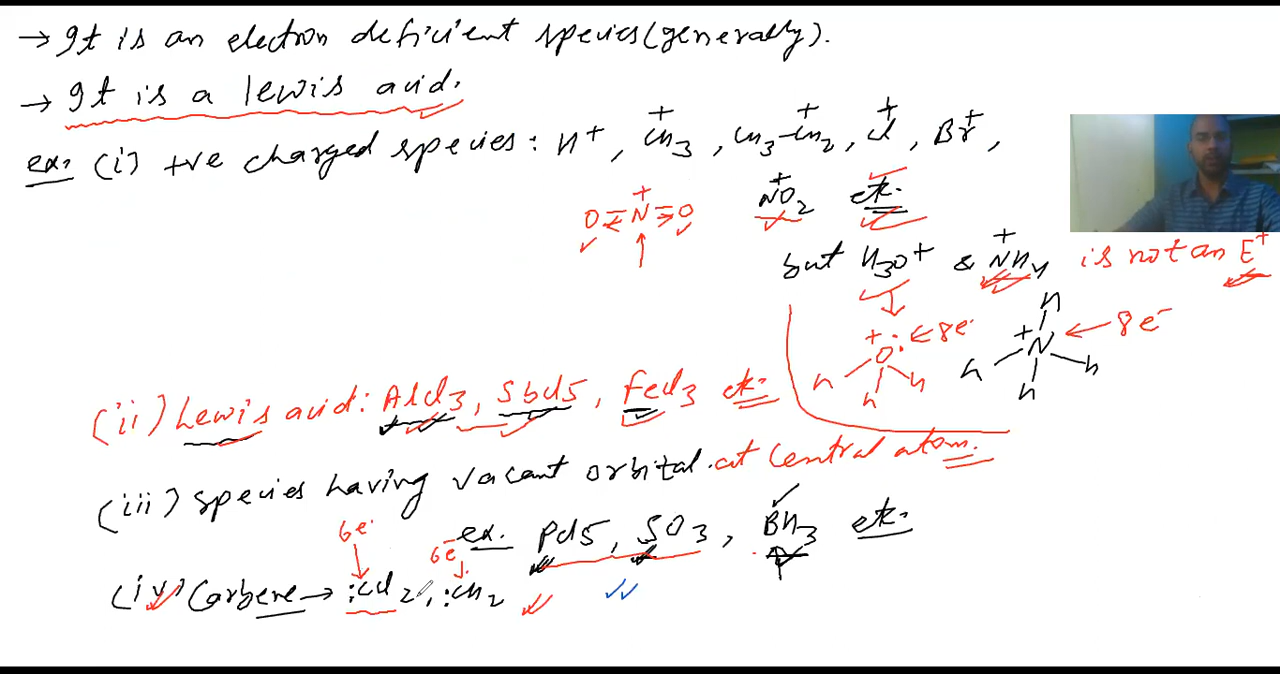 → It is an electron deficient species (generally).
→ It is a lewis acid.
ex: (i) +ve charged species: H+, CH3+, CH3-CH2+, Cl+, Br+,
O=N+=O NO2+ etc.
but H3O+ & NH4+ is not an E+
+O: ← 8e- H H H
+N ← 8e- H H H H
(ii) Lewis acid: AlCl3, SbCl5, FeCl3 etc.
(iii) species having vacant orbital at central atom.
ex. PCl5, SO3, BH3 etc.
6e- 6e-
(iv) Carbene → :CCl2, :CH2